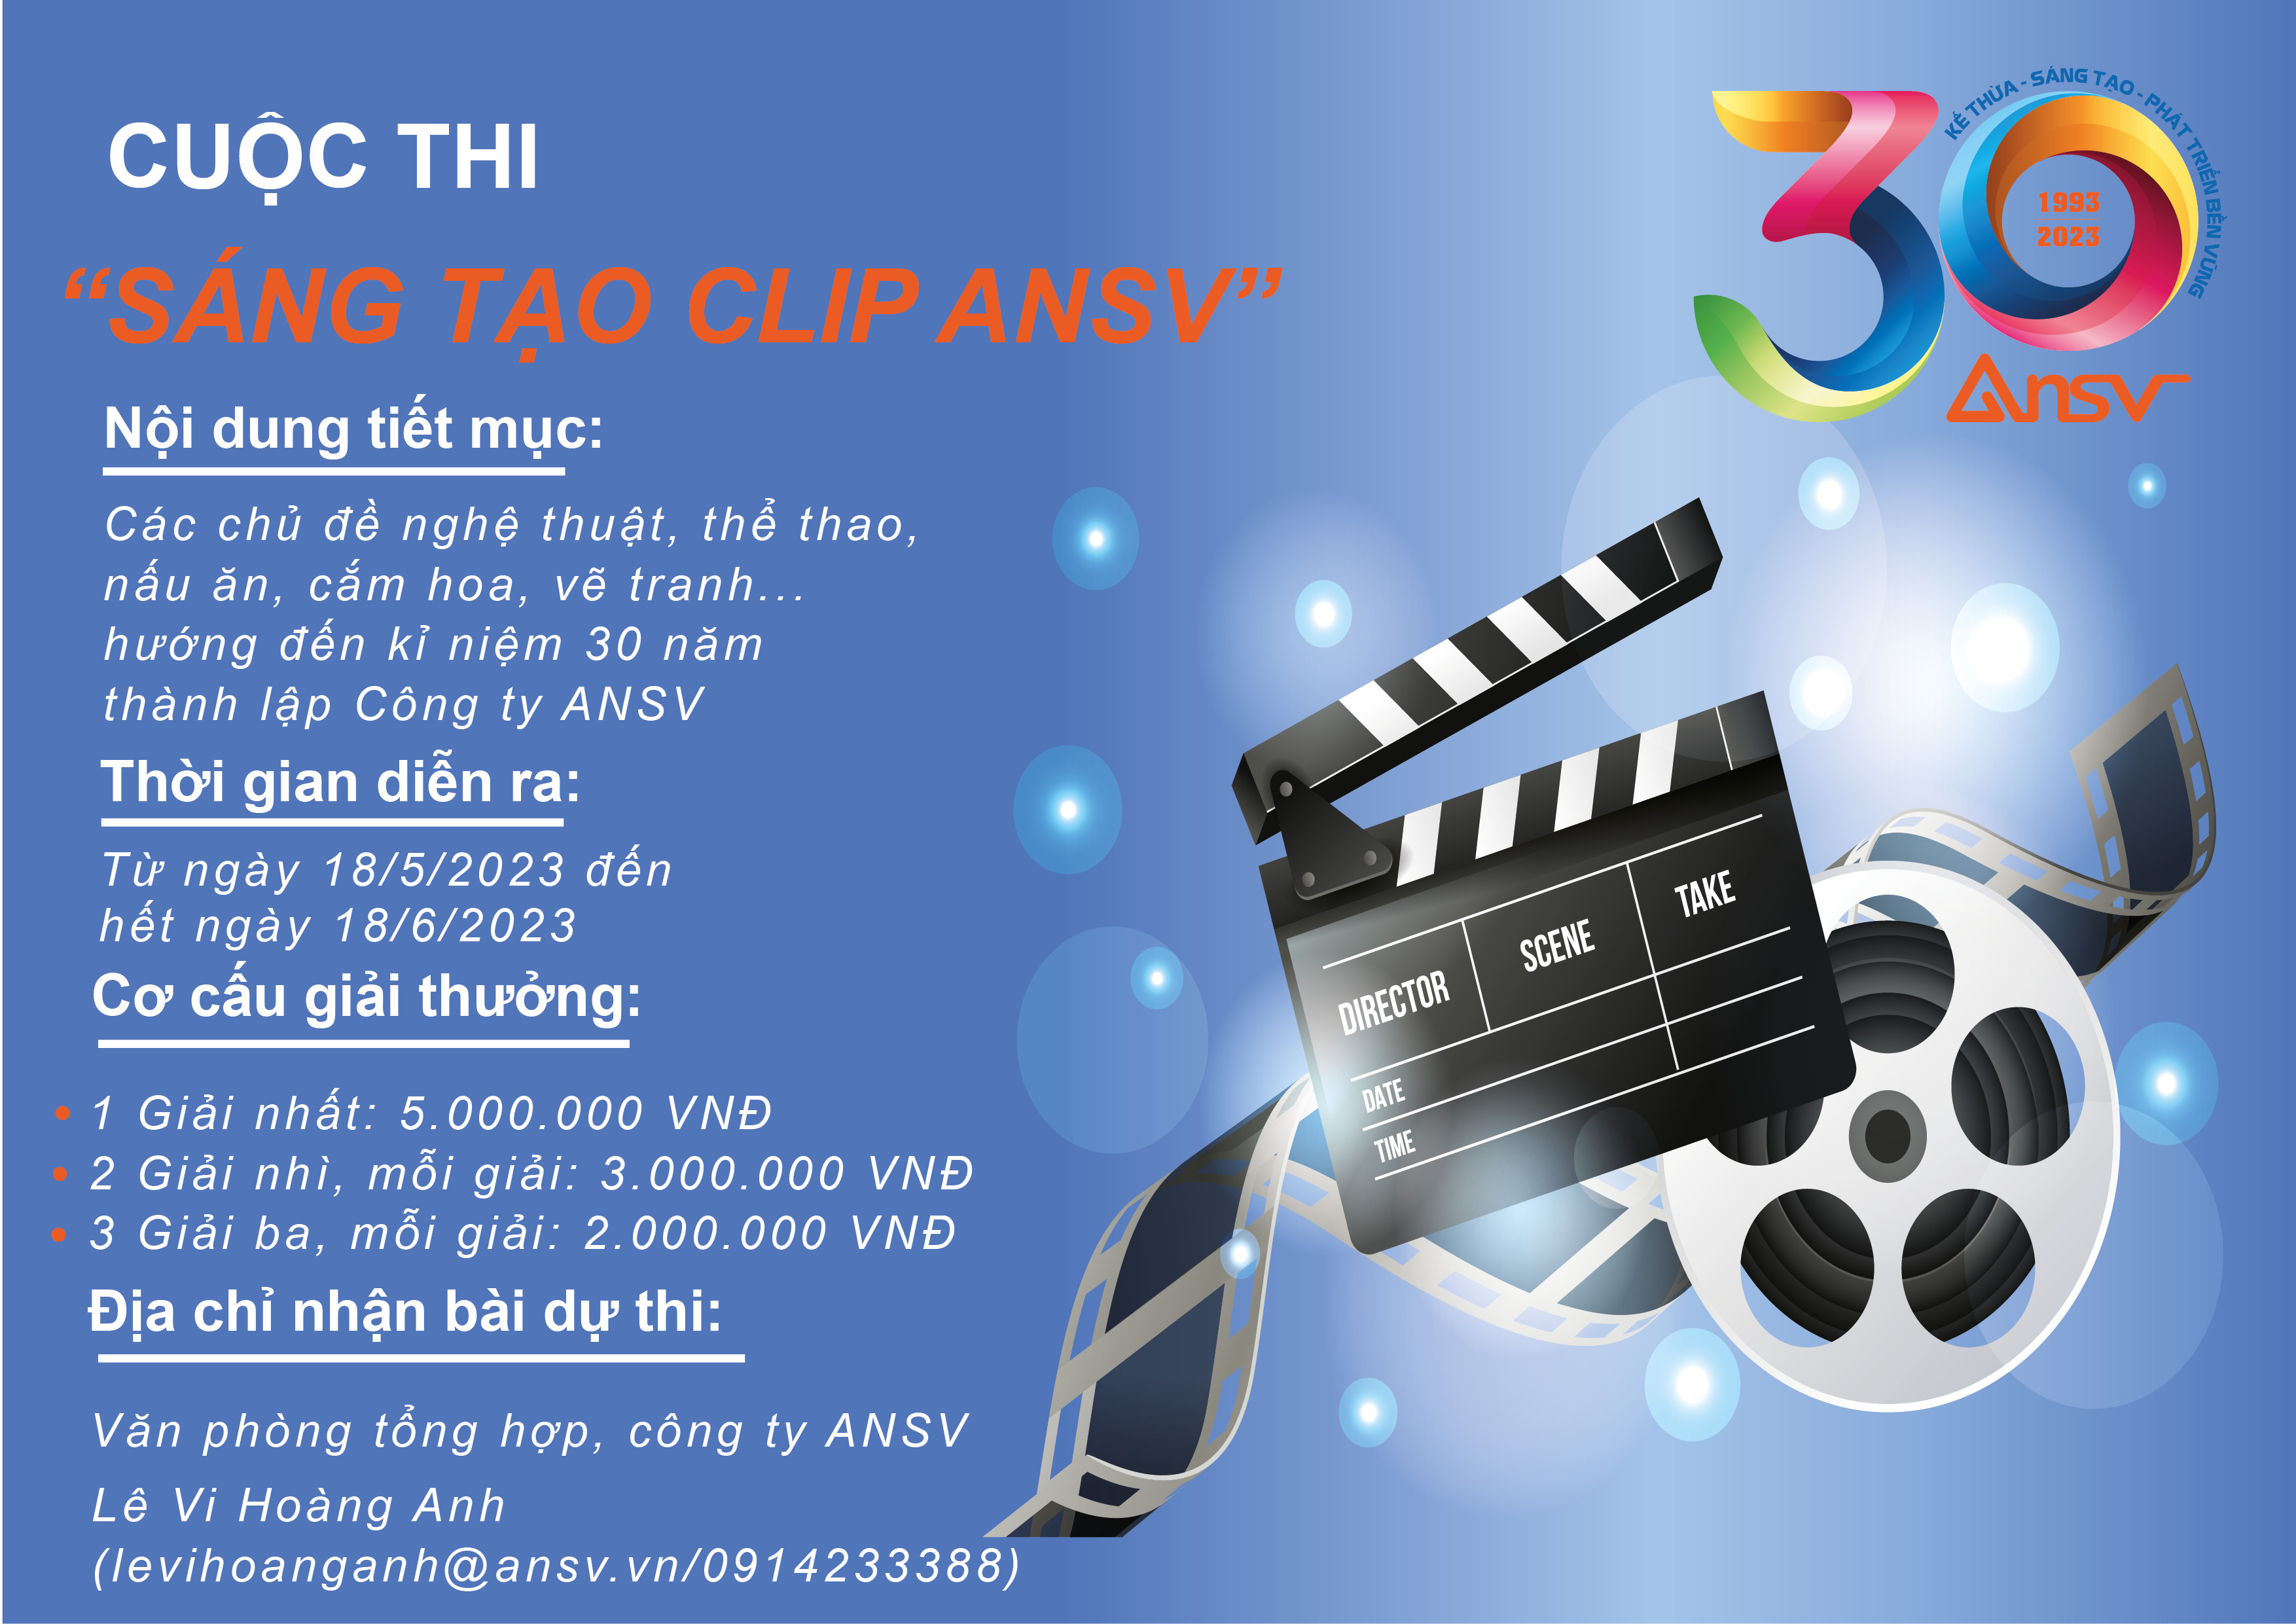 CUỘC THI
“SÁNG TẠO CLIP ANSV”
Nội dung tiết mục:
Các chủ đề nghệ thuật, thể thao,
nấu ăn, cắm hoa, vẽ tranh...
hướng đến kỉ niệm 30 năm
thành lập Công ty ANSV
Thời gian diễn ra:
Từ ngày 18/5/2023 đến
hết ngày 18/6/2023
Cơ cấu giải thưởng:
• 1 Giải nhất: 5.000.000 VNĐ
• 2 Giải nhì, mỗi giải: 3.000.000 VNĐ
• 3 Giải ba, mỗi giải: 2.000.000 VNĐ
Địa chỉ nhận bài dự thi:
Văn phòng tổng hợp, công ty ANSV
Lê Vi Hoàng Anh
(levihoanganh@ansv.vn/0914233388)
30
KẾ THỪA - SÁNG TẠO - PHÁT TRIỂN BỀN VỮNG
1993
2023
Ansv
DIRECTOR SCENE TAKE
DATE
TIME